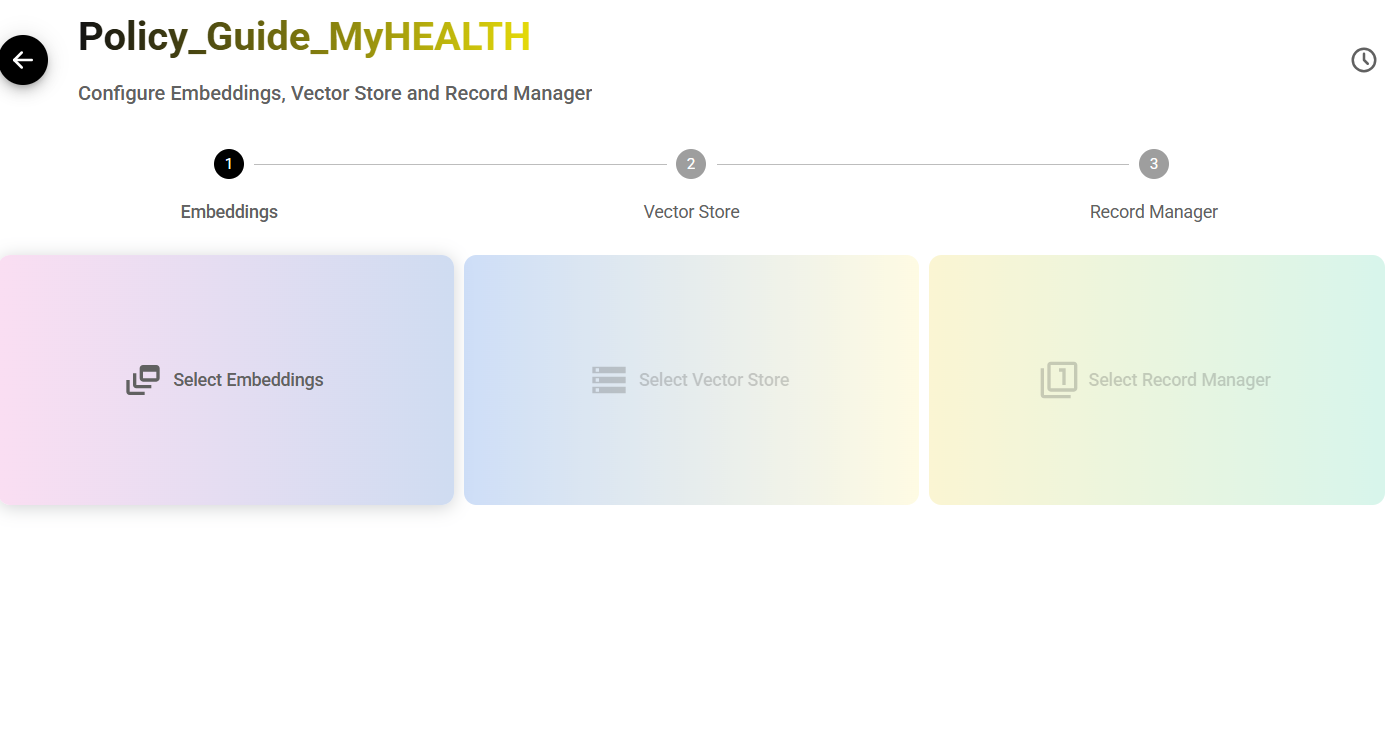 Policy_Guide_MyHEALTH
Configure Embeddings, Vector Store and Record Manager
1
2
3
Embeddings
Vector Store
Record Manager
Select Embeddings
Select Vector Store
1
Select Record Manager